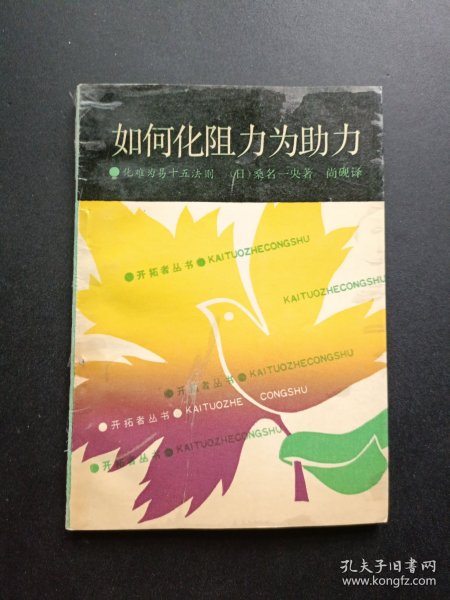 如何化阻力为助力
●化难为易十五法则 〔日〕桑名一央著 尚砚译
●开拓者丛书●KAITUOZHECONGSHU
KAITUOZHECONGSHU
●开拓者丛书●KAITUOZHECONGSHU
●开拓者丛书●KAITUOZHE CONGSHU
●开拓者丛书●KAITUOZHECONGSHU
孔夫子旧书网
www.kongfz.com